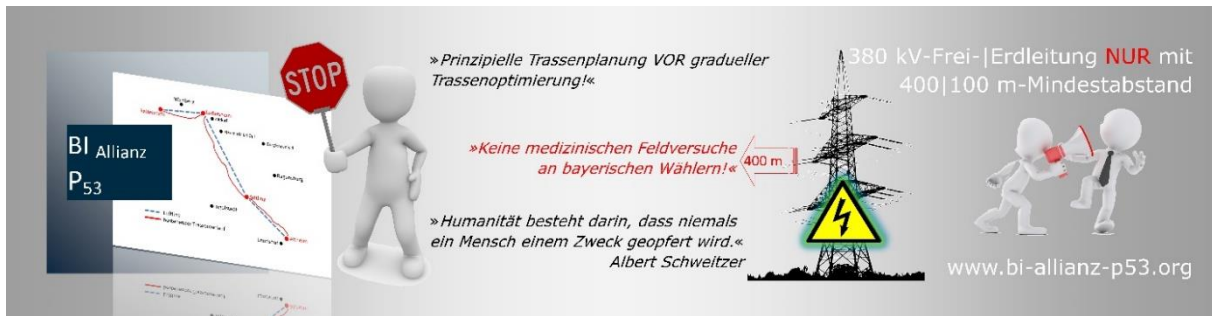 BI Allianz
P53
STOP
»Prinzipielle Trassenplanung VOR gradueller
Trassenoptimierung!«
»Keine medizinischen Feldversuche
an bayerischen Wählern!«
400 m
»Humanität besteht darin, dass niemals
ein Mensch einem Zweck geopfert wird.«
Albert Schweitzer
380 kV-Frei-|Erdleitung NUR mit
400|100 m-Mindestabstand
www.bi-allianz-p53.org